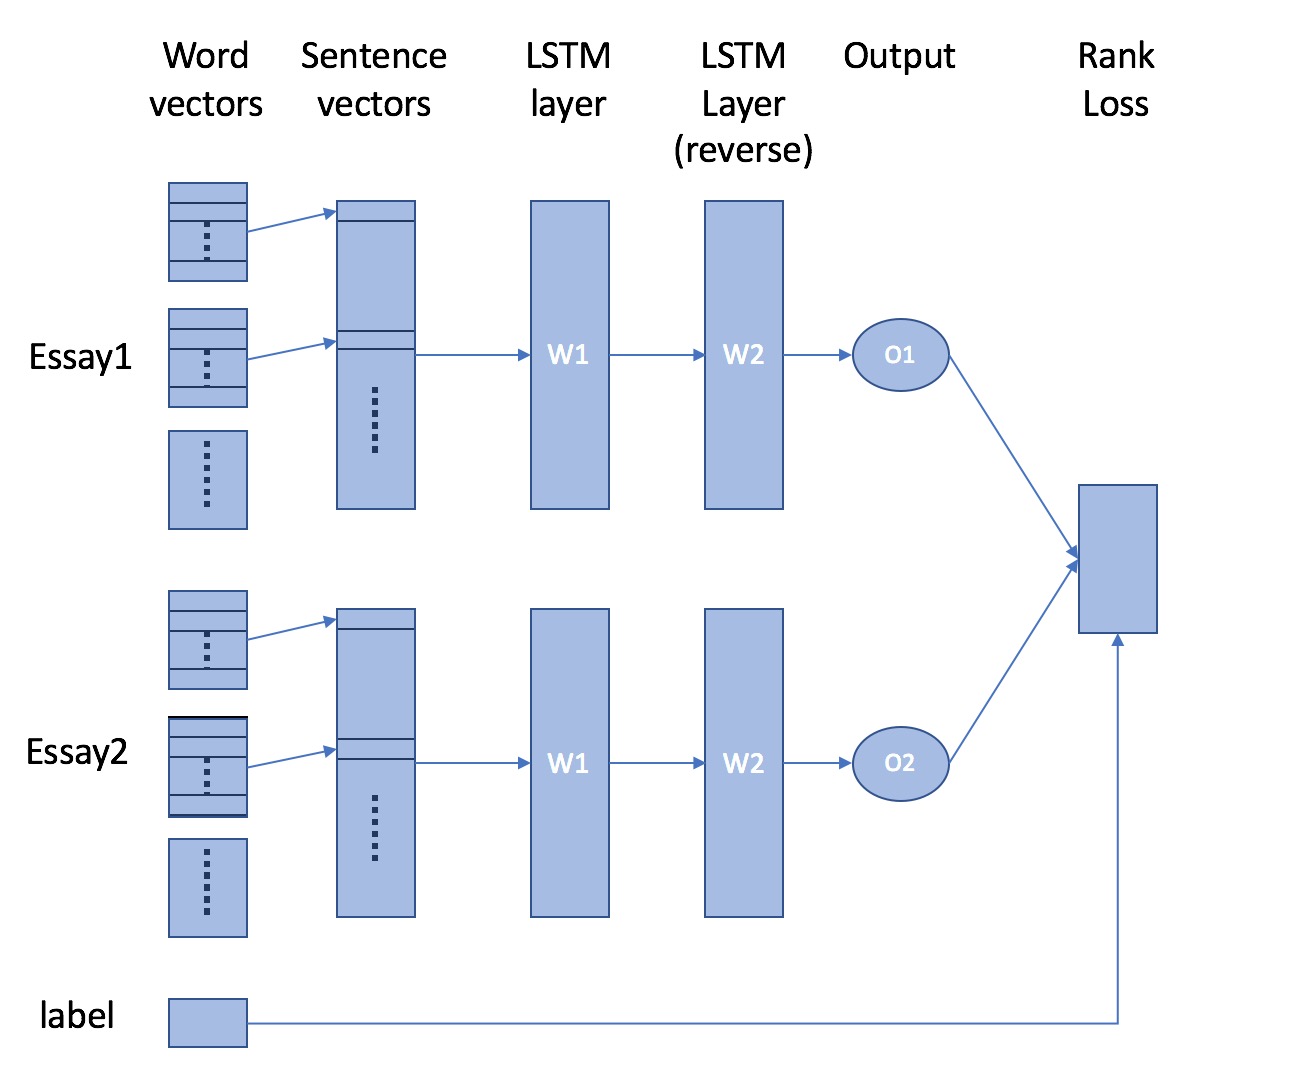 Word
vectors
Sentence
vectors
LSTM
layer
LSTM
Layer
(reverse)
Output
Rank
Loss
Essay1
W1
W2
O1
Essay2
W1
W2
O2
label